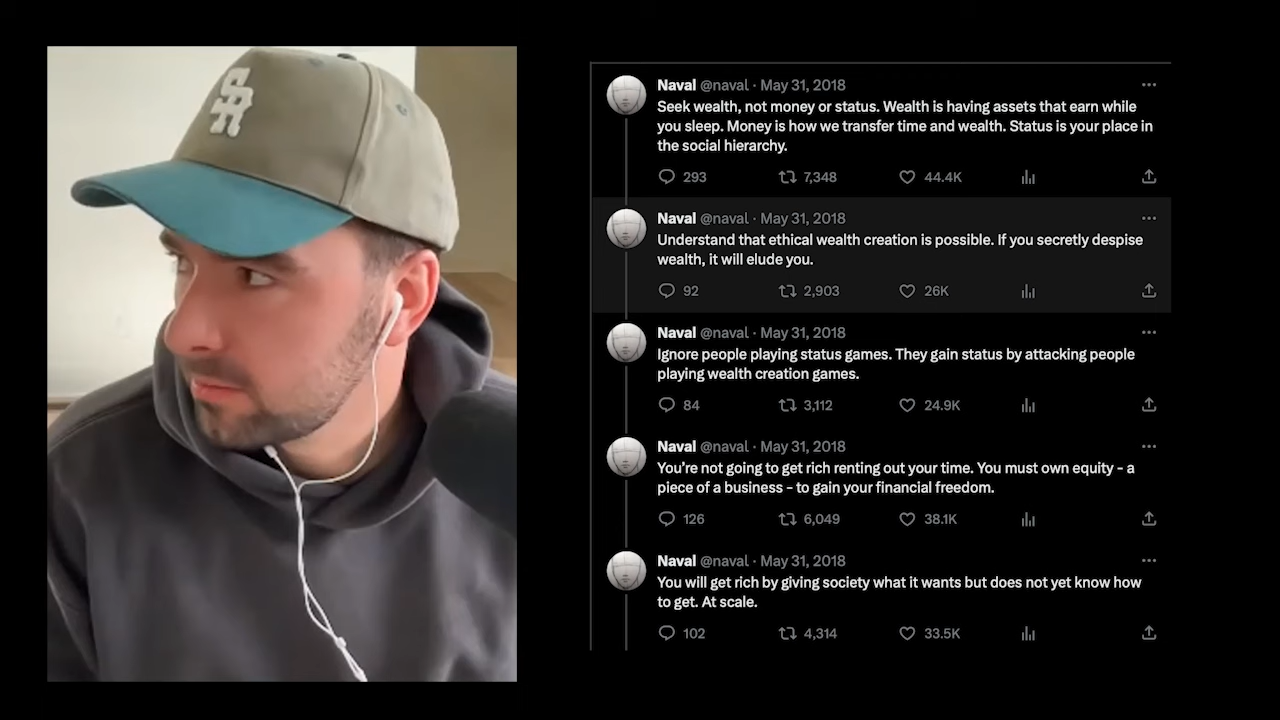 SR
Naval @naval · May 31, 2018
Seek wealth, not money or status. Wealth is having assets that earn while
you sleep. Money is how we transfer time and wealth. Status is your place in
the social hierarchy.
293 7,348 44.4K
Naval @naval · May 31, 2018
Understand that ethical wealth creation is possible. If you secretly despise
wealth, it will elude you.
92 2,903 26K
Naval @naval · May 31, 2018
Ignore people playing status games. They gain status by attacking people
playing wealth creation games.
84 3,112 24.9K
Naval @naval · May 31, 2018
You’re not going to get rich renting out your time. You must own equity - a
piece of a business - to gain your financial freedom.
126 6,049 38.1K
Naval @naval · May 31, 2018
You will get rich by giving society what it wants but does not yet know how
to get. At scale.
102 4,314 33.5K